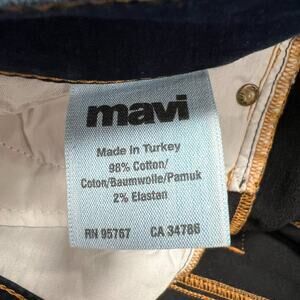 mavi
Made in Turkey
98% Cotton/
Coton/Baumwolle/Pamuk
2% Elastan
RN 95767 CA 34786